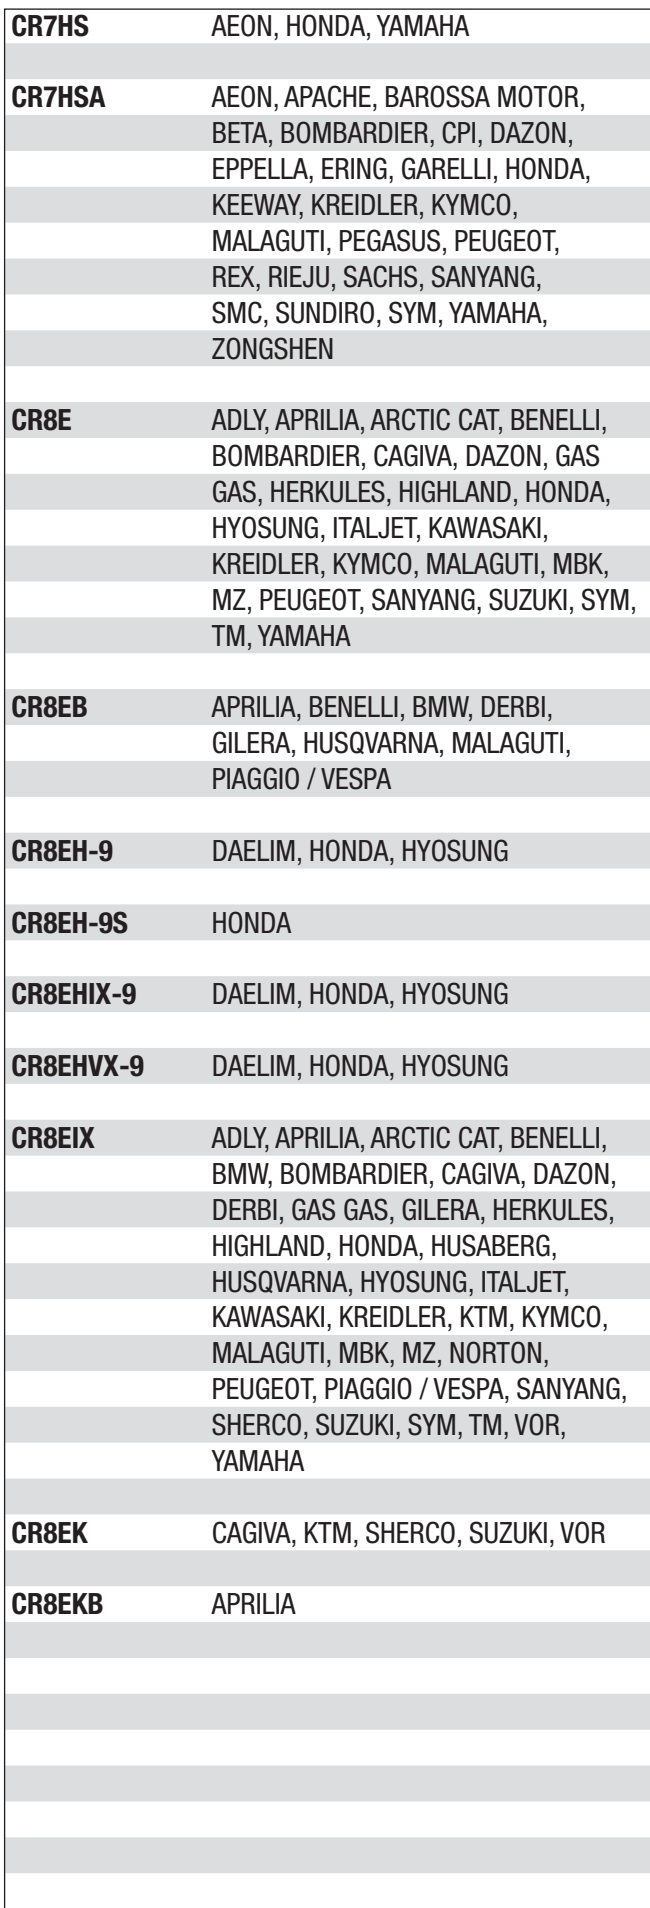 CR7HS AEON, HONDA, YAMAHA
CR7HSA AEON, APACHE, BAROSSA MOTOR,
BETA, BOMBARDIER, CPI, DAZON,
EPPELLA, ERING, GARELLI, HONDA,
KEEWAY, KREIDLER, KYMCO,
MALAGUTI, PEGASUS, PEUGEOT,
REX, RIEJU, SACHS, SANYANG,
SMC, SUNDIRO, SYM, YAMAHA,
ZONGSHEN
CR8E ADLY, APRILIA, ARCTIC CAT, BENELLI,
BOMBARDIER, CAGIVA, DAZON, GAS
GAS, HERKULES, HIGHLAND, HONDA,
HYOSUNG, ITALJET, KAWASAKI,
KREIDLER, KYMCO, MALAGUTI, MBK,
MZ, PEUGEOT, SANYANG, SUZUKI, SYM,
TM, YAMAHA
CR8EB APRILIA, BENELLI, BMW, DERBI,
GILERA, HUSQVARNA, MALAGUTI,
PIAGGIO / VESPA
CR8EH-9 DAELIM, HONDA, HYOSUNG
CR8EH-9S HONDA
CR8EHIX-9 DAELIM, HONDA, HYOSUNG
CR8EHVX-9 DAELIM, HONDA, HYOSUNG
CR8EIX ADLY, APRILIA, ARCTIC CAT, BENELLI,
BMW, BOMBARDIER, CAGIVA, DAZON,
DERBI, GAS GAS, GILERA, HERKULES,
HIGHLAND, HONDA, HUSABERG,
HUSQVARNA, HYOSUNG, ITALJET,
KAWASAKI, KREIDLER, KTM, KYMCO,
MALAGUTI, MBK, MZ, NORTON,
PEUGEOT, PIAGGIO / VESPA, SANYANG,
SHERCO, SUZUKI, SYM, TM, VOR,
YAMAHA
CR8EK CAGIVA, KTM, SHERCO, SUZUKI, VOR
CR8EKB APRILIA